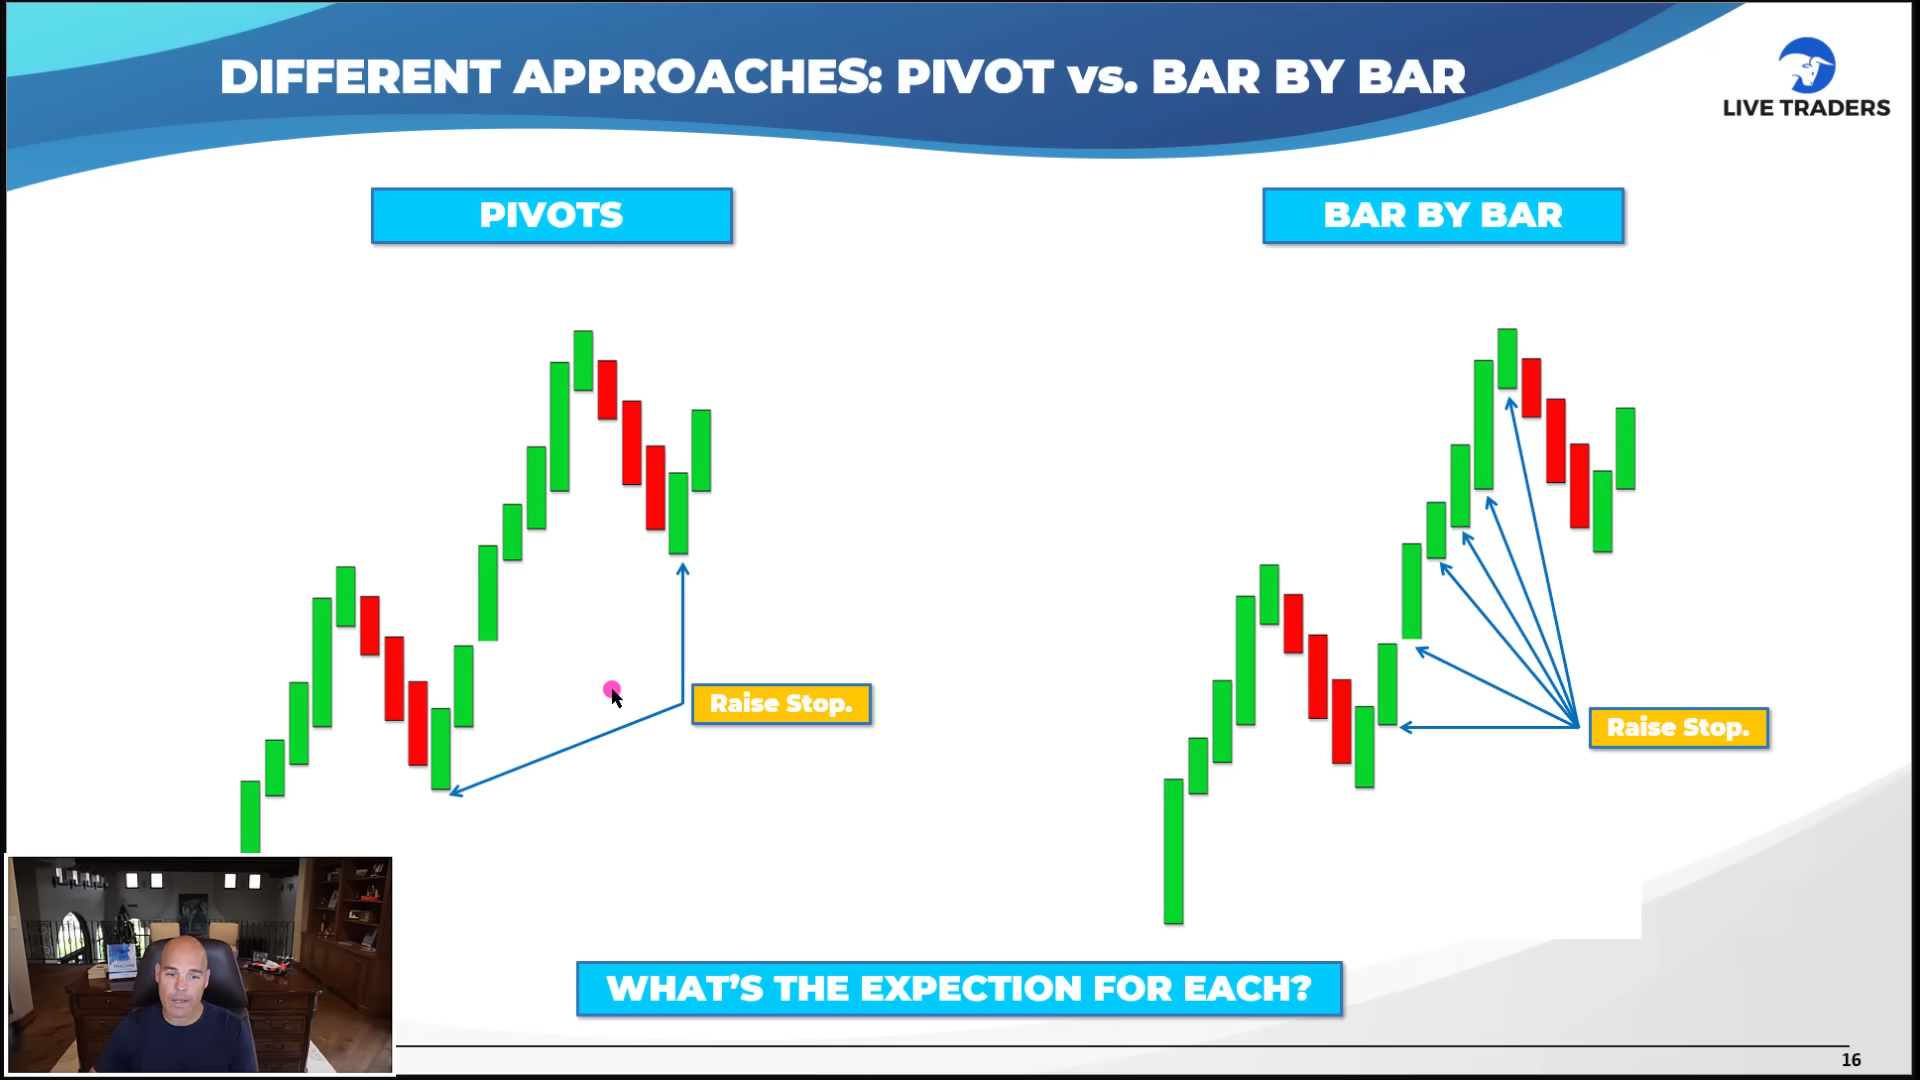 DIFFERENT APPROACHES: PIVOT vs. BAR BY BAR
LIVE TRADERS
PIVOTS
BAR BY BAR
Raise Stop.
Raise Stop.
WHAT'S THE EXPECTION FOR EACH?
16